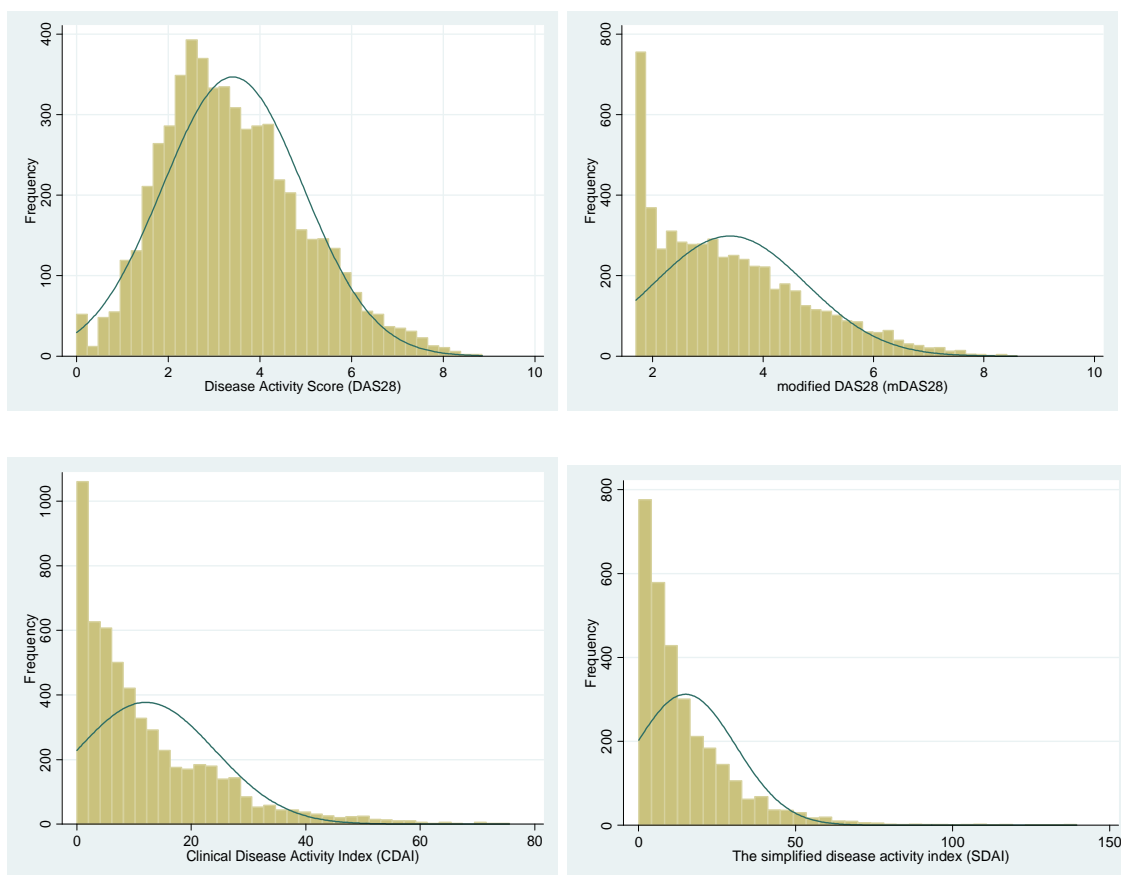 400
300
200
100
0
Frequency
0 2 4 6 8 10
Disease Activity Score (DAS28)
800
600
400
200
0
Frequency
2 4 6 8 10
modified DAS28 (mDAS28)
1000
800
600
400
200
0
Frequency
0 20 40 60 80
Clinical Disease Activity Index (CDAI)
800
600
400
200
0
Frequency
0 50 100 150
The simplified disease activity index (SDAI)